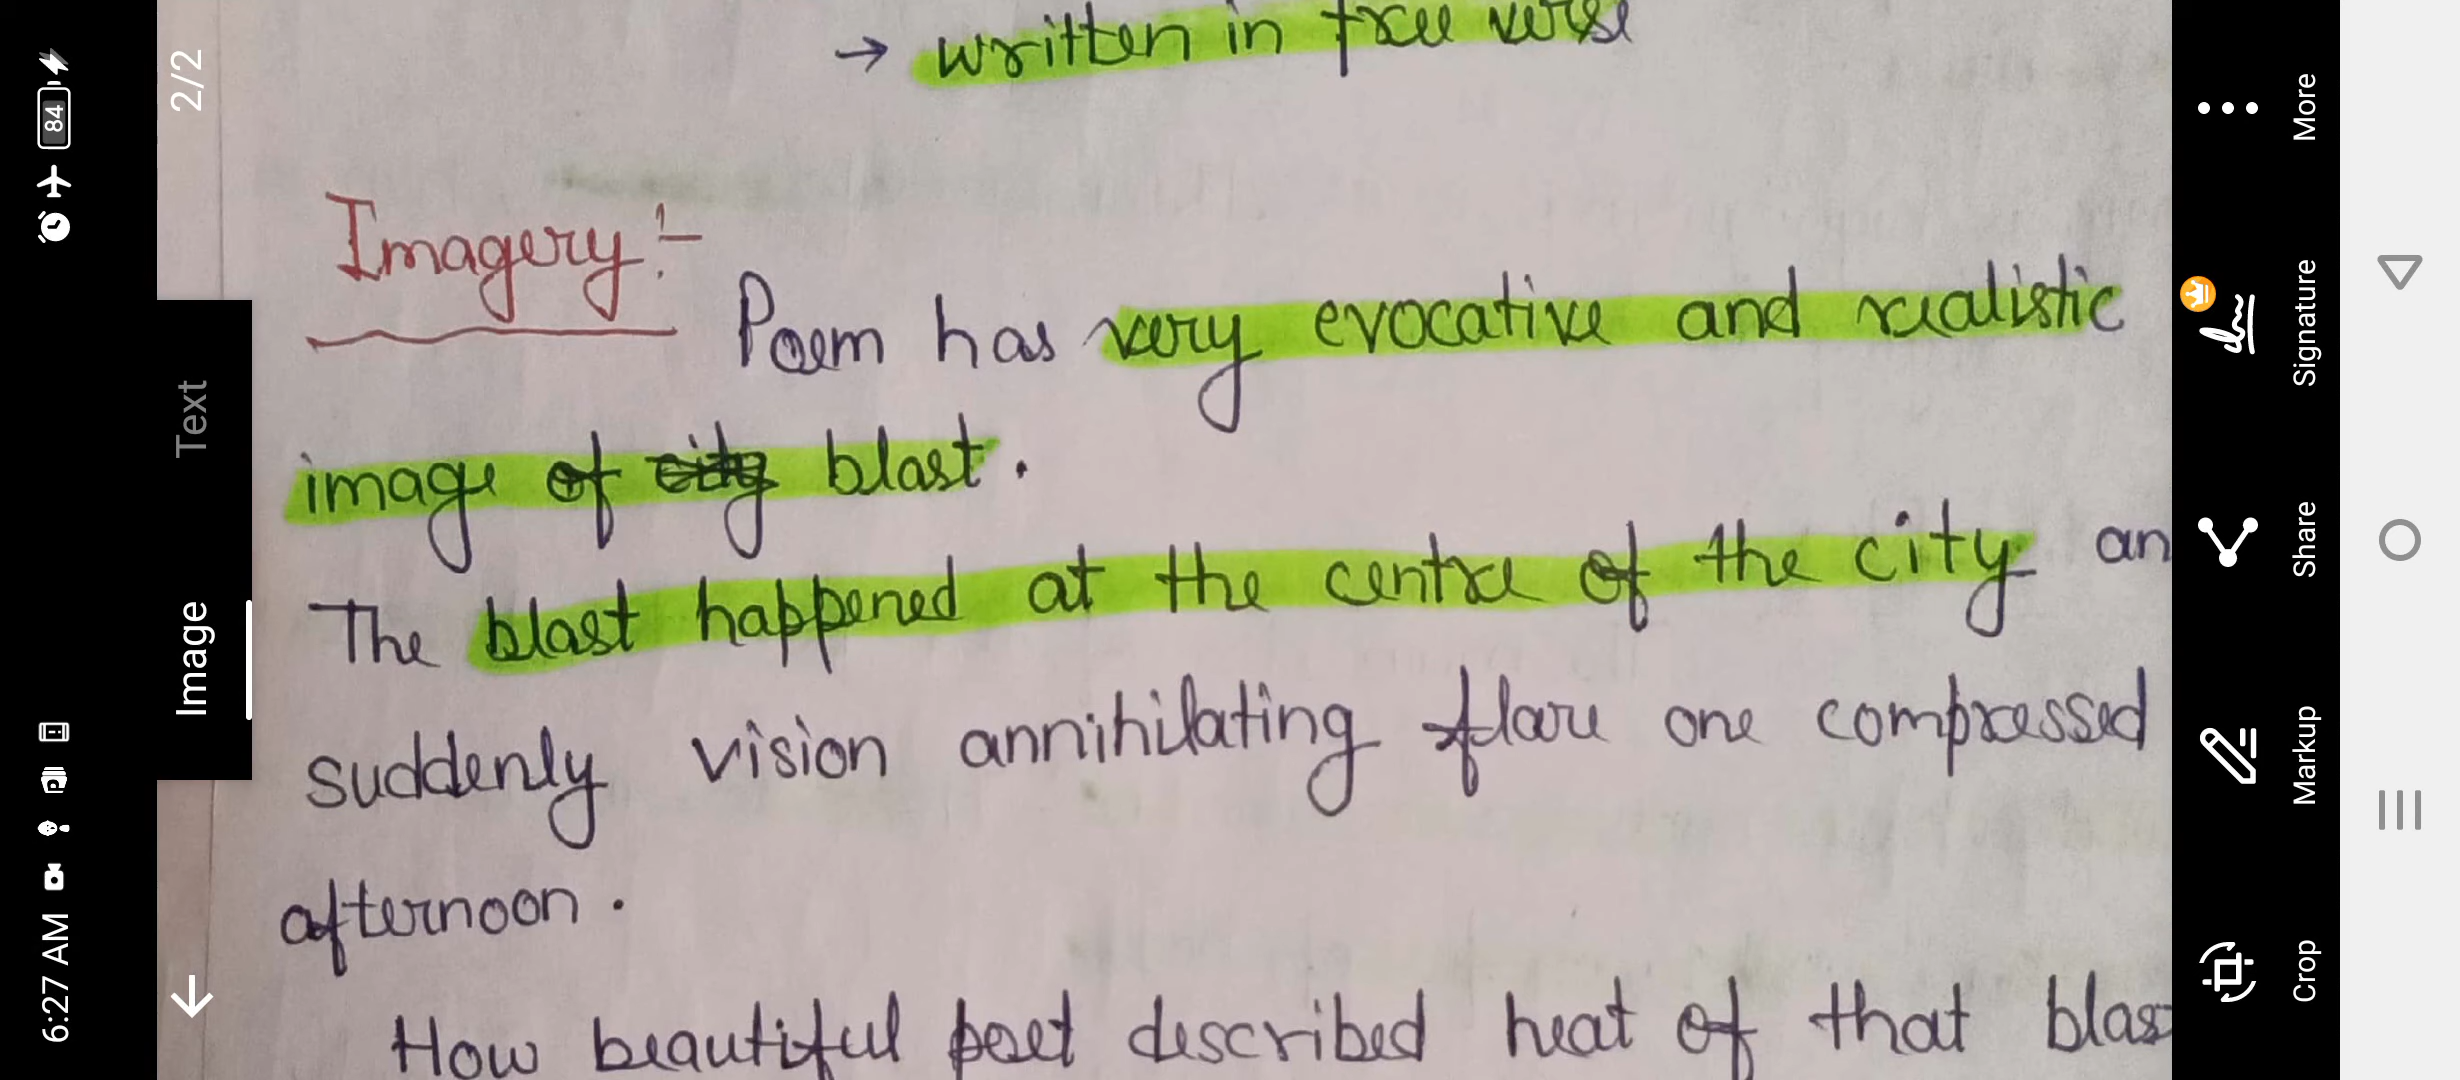 → written in free verse
Imagery :-
Poem has very evocative and realistic
image of city blast.
The blast happened at the centre of the city an
suddenly vision annihilating flare one compressed
afternoon.
How beautiful poet described heat of that blast
6:27 AM
84
2/2
Image
Text
More
Signature
Share
Markup
Crop